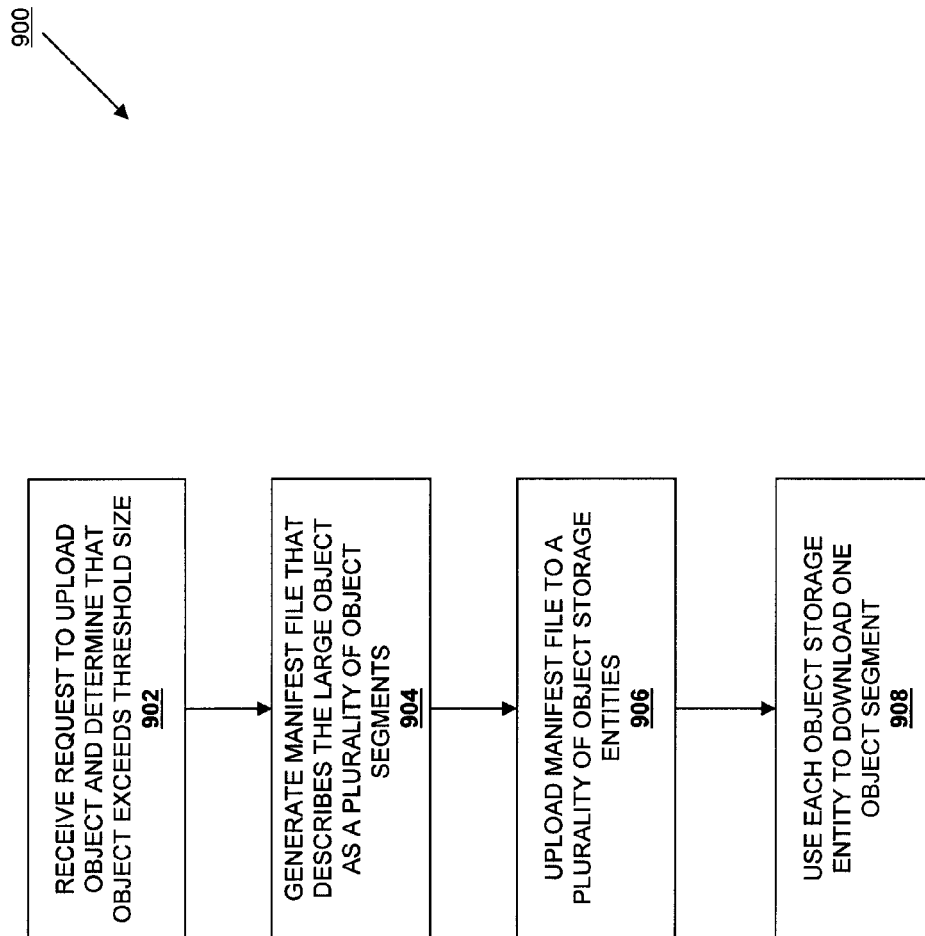 900
RECEIVE REQUEST TO UPLOAD
OBJECT AND DETERMINE THAT
OBJECT EXCEEDS THRESHOLD SIZE
902
GENERATE MANIFEST FILE THAT
DESCRIBES THE LARGE OBJECT
AS A PLURALITY OF OBJECT
SEGMENTS
904
UPLOAD MANIFEST FILE TO A
PLURALITY OF OBJECT STORAGE
ENTITIES
906
USE EACH OBJECT STORAGE
ENTITY TO DOWNLOAD ONE
OBJECT SEGMENT
908